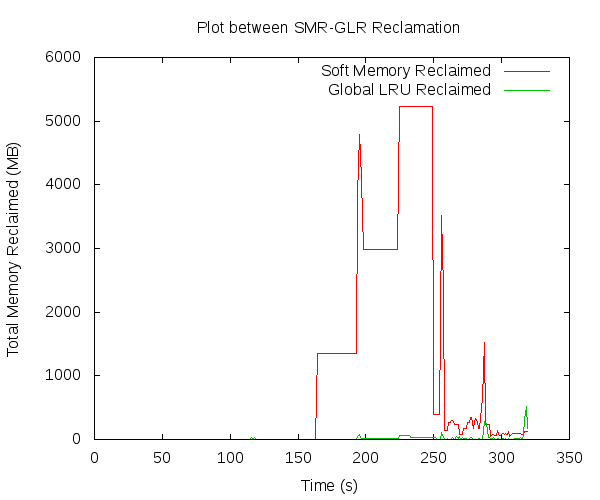 Plot between SMR-GLR Reclamation
Soft Memory Reclaimed
Global LRU Reclaimed
Total Memory Reclaimed (MB)
6000
5000
4000
3000
2000
1000
0
0 50 100 150 200 250 300 350
Time (s)